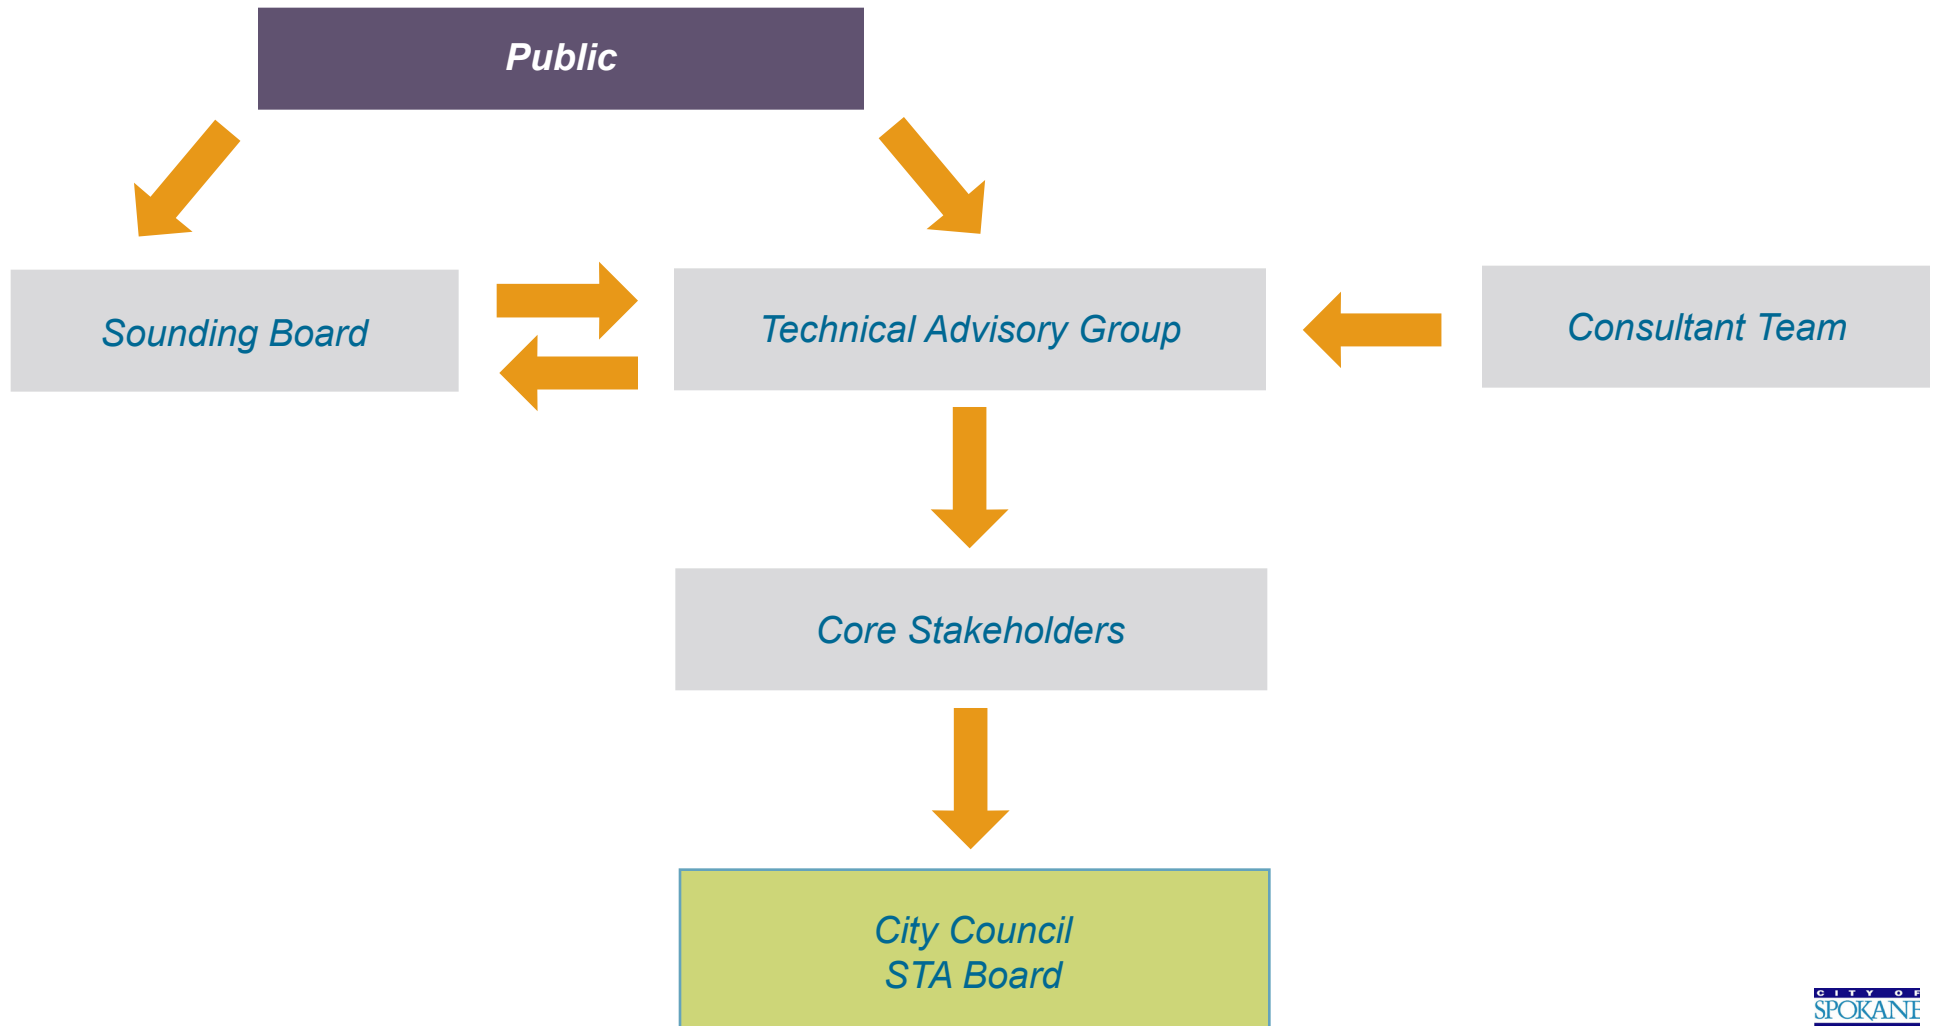 Public
Sounding Board
Technical Advisory Group
Consultant Team
Core Stakeholders
City Council
STA Board
CITY OF
SPOKANE